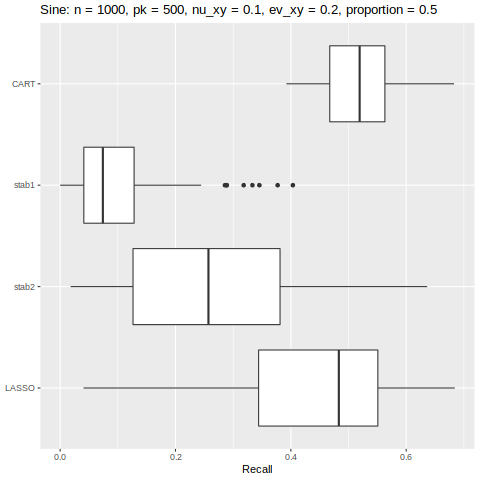 Sine: n = 1000, pk = 500, nu_xy = 0.1, ev_xy = 0.2, proportion = 0.5
CART
stab1
stab2
LASSO
0.0 0.2 0.4 0.6
Recall